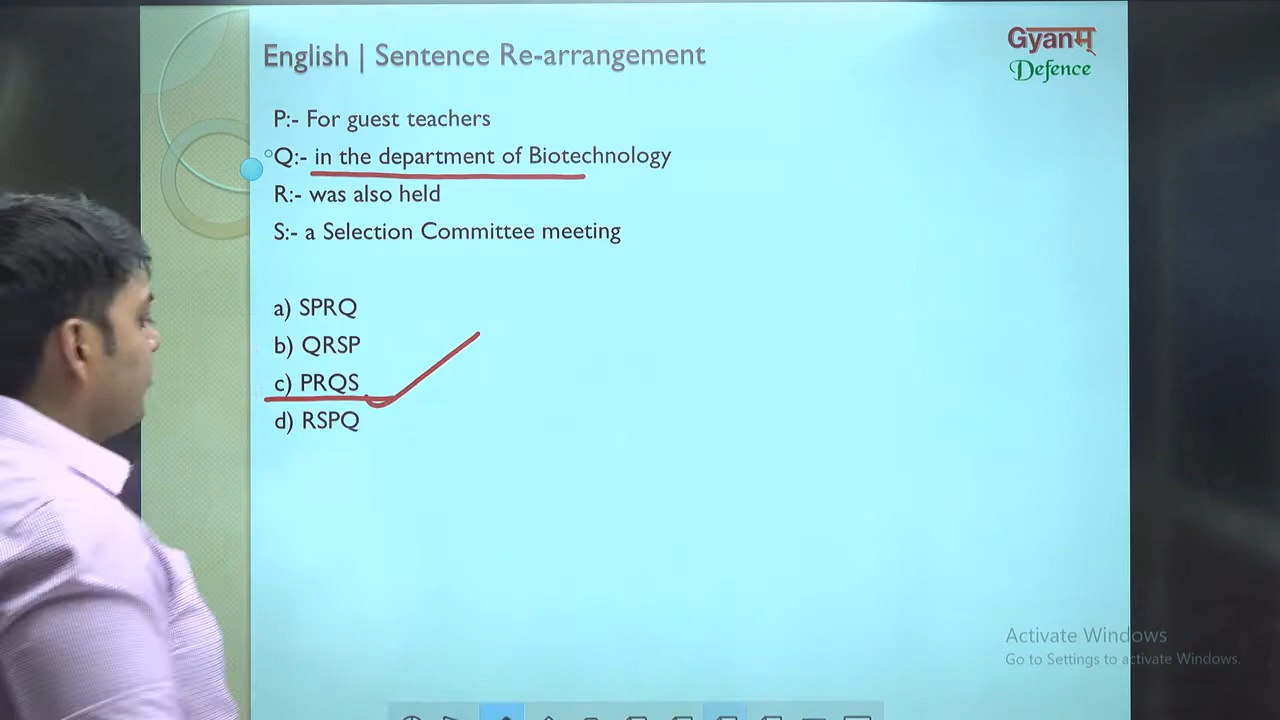 English | Sentence Re-arrangement
Gyanम्
Defence
P:- For guest teachers
Q:- in the department of Biotechnology
R:- was also held
S:- a Selection Committee meeting
a) SPRQ
b) QRSP
c) PRQS
d) RSPQ
Activate Windows
Go to Settings to activate Windows.